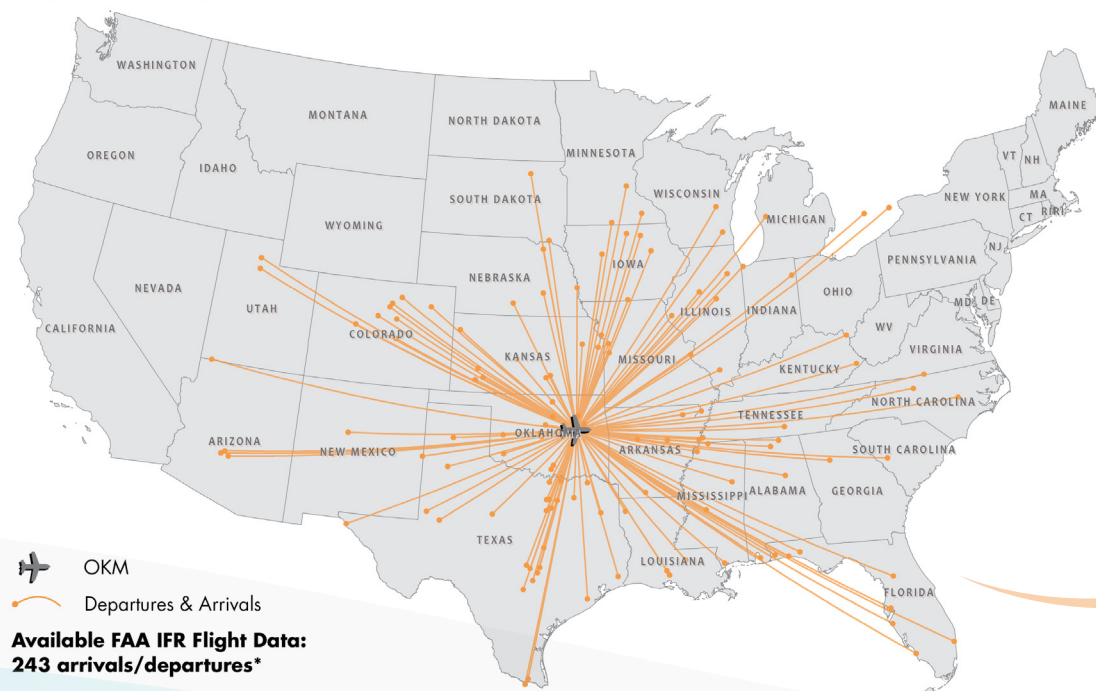 WASHINGTON
MONTANA
NORTH DAKOTA
MINNESOTA
MAINE
OREGON
IDAHO
VT
NH
WISCONSIN
SOUTH DAKOTA
MICHIGAN
NEW YORK
MA
CT
RI
RI
WYOMING
IOWA
NEBRASKA
PENNSYLVANIA
NJ
NEVADA
UTAH
ILLINOIS
INDIANA
OHIO
MD
DE
CALIFORNIA
COLORADO
KANSAS
MISSOURI
WV
VIRGINIA
KENTUCKY
NORTH CAROLINA
TENNESSEE
OKLAHOMA
ARIZONA
NEW MEXICO
ARKANSAS
SOUTH CAROLINA
MISSISSIPPI
ALABAMA
GEORGIA
TEXAS
LOUISIANA
FLORIDA
OKM
Departures & Arrivals
Available FAA IFR Flight Data:
243 arrivals/departures*